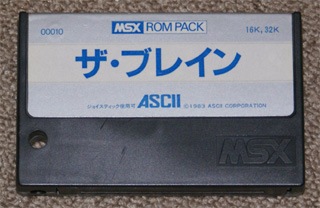 00010 MSX ROM PACK 16K, 32K
ザ・ブレイン
ジョイスティック使用可 ASCII ©1983 ASCII CORPORATION
MSX